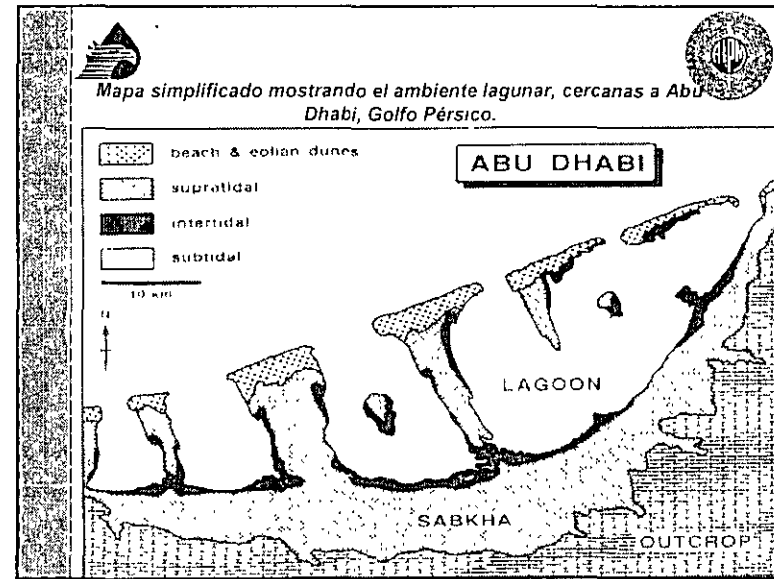 Mapa simplificado mostrando el ambiente lagunar, cercanas a Abu
Dhabi, Golfo Pérsico.
beach & eolian dunes
supratidal
intertidal
subtidal
10 km
N
ABU DHABI
LAGOON
SABKHA
OUTCROP